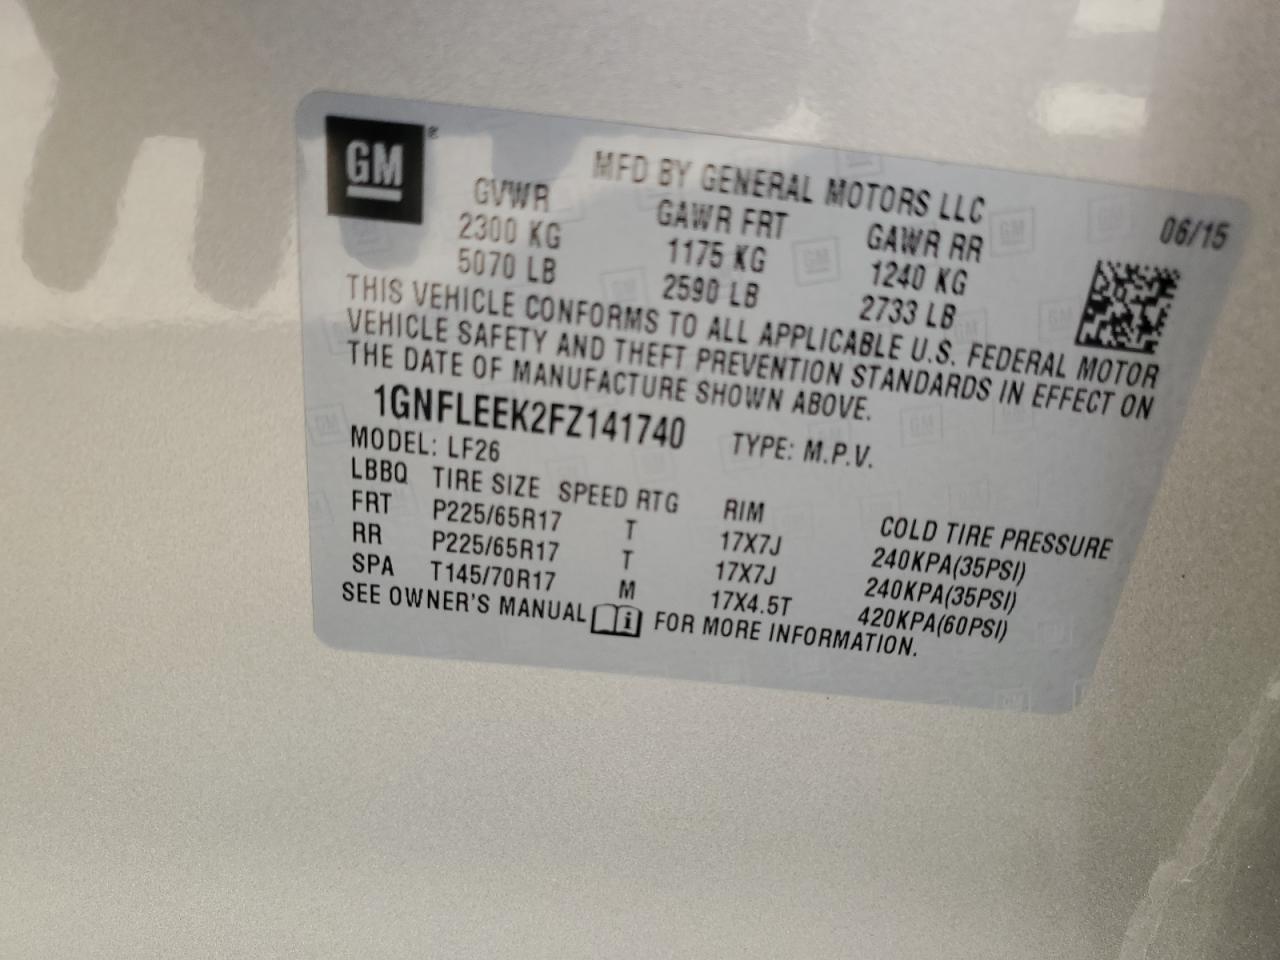 GM®
MFD BY GENERAL MOTORS LLC
06/15
GVWR GAWR FRT GAWR RR
2300 KG 1175 KG 1240 KG
5070 LB 2590 LB 2733 LB
THIS VEHICLE CONFORMS TO ALL APPLICABLE U.S. FEDERAL MOTOR
VEHICLE SAFETY AND THEFT PREVENTION STANDARDS IN EFFECT ON
THE DATE OF MANUFACTURE SHOWN ABOVE.
1GNFLEEK2FZ141740 TYPE: M.P.V.
MODEL: LF26
LBBQ TIRE SIZE SPEED RTG RIM COLD TIRE PRESSURE
FRT P225/65R17 T 17X7J 240KPA(35PSI)
RR P225/65R17 T 17X7J 240KPA(35PSI)
SPA T145/70R17 M 17X4.5T 420KPA(60PSI)
SEE OWNER'S MANUAL i FOR MORE INFORMATION.